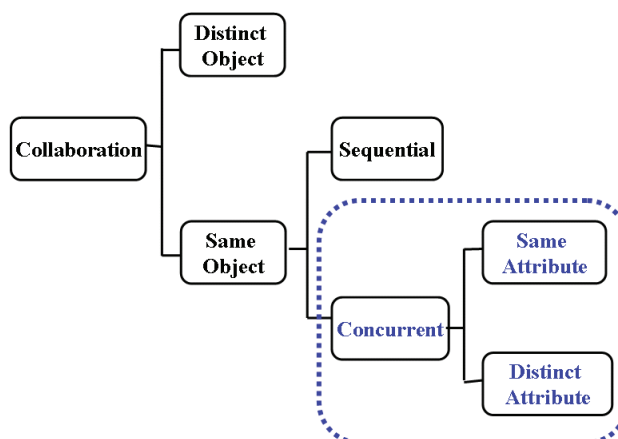 Distinct
Object
Collaboration
Sequential
Same
Object
Same
Attribute
Concurrent
Distinct
Attribute